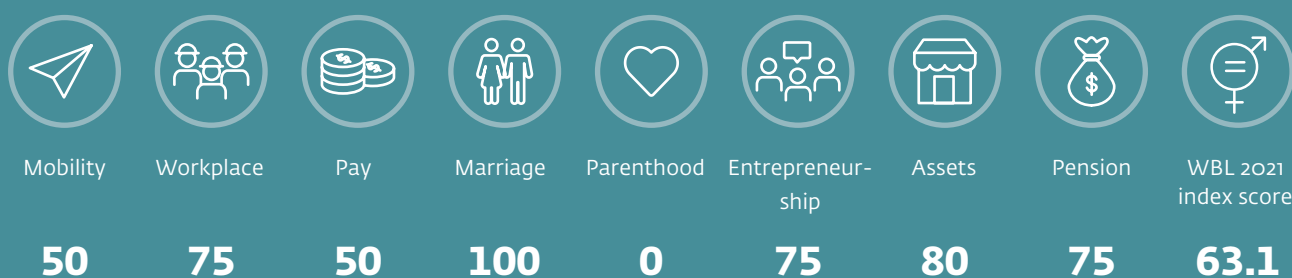 Mobility
Workplace
Pay
Marriage
Parenthood
Entrepreneur-
ship
Assets
Pension
WBL 2021
index score
50
75
50
100
0
75
80
75
63.1